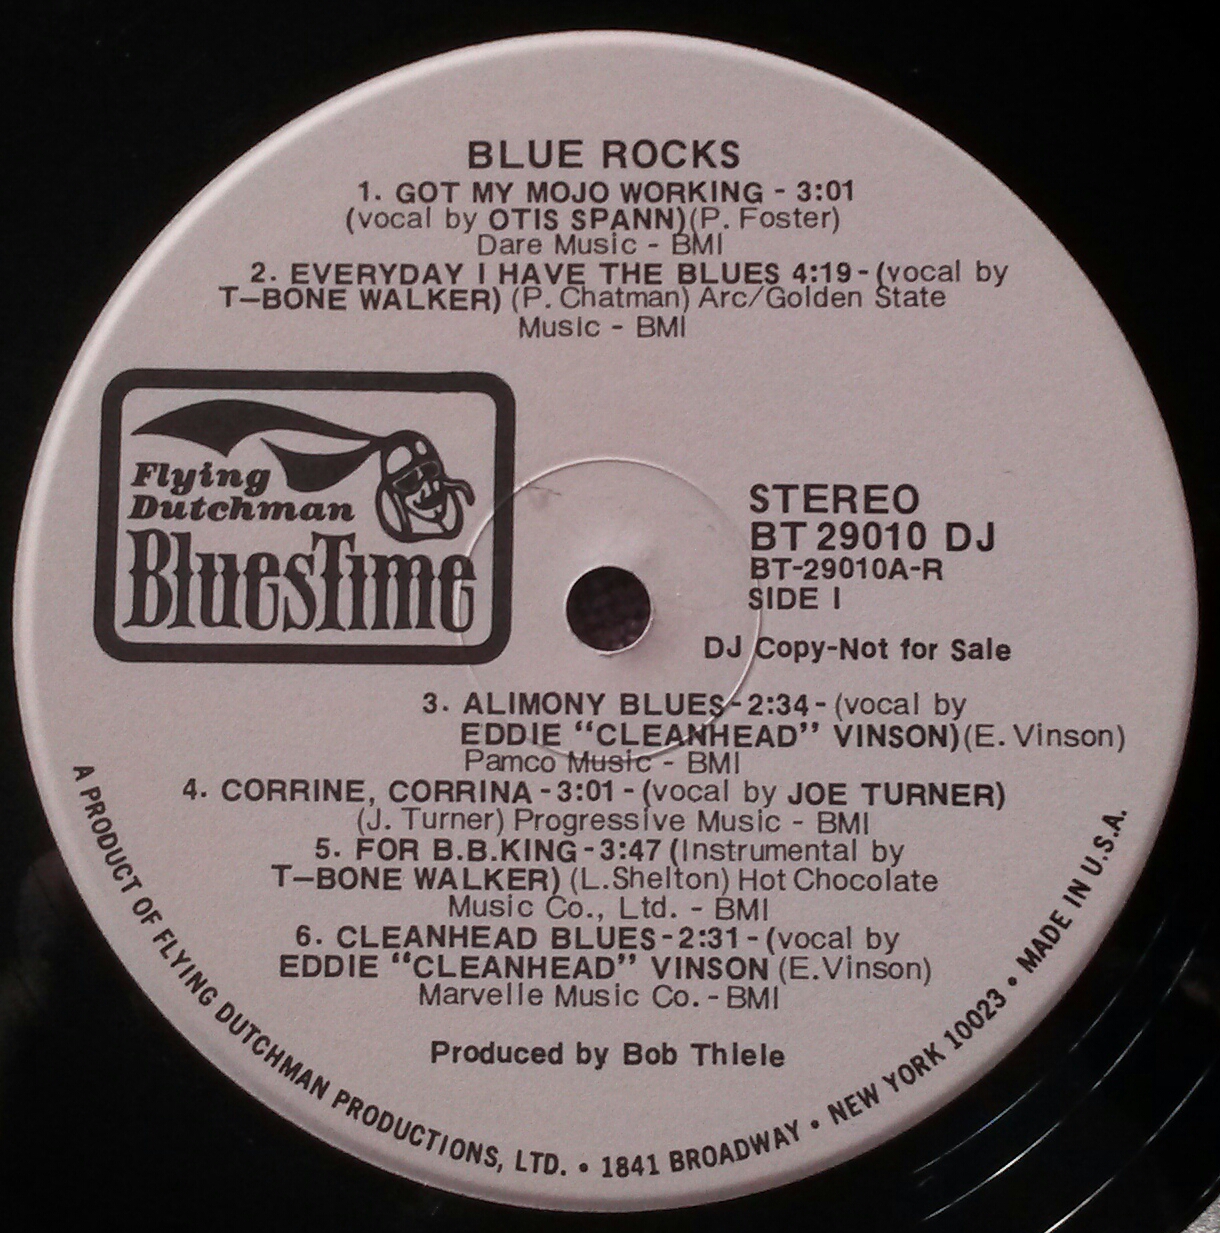 BLUE ROCKS
1. GOT MY MOJO WORKING - 3:01
(vocal by OTIS SPANN)(P. Foster)
Dare Music - BMI
2. EVERYDAY I HAVE THE BLUES 4:19-(vocal by
T-BONE WALKER) (P. Chatman) Arc/Golden State
Music - BMI
Flying
Dutchman
BluesTime
STEREO
BT 29010 DJ
BT-29010A-R
SIDE I
DJ Copy-Not for Sale
3. ALIMONY BLUES-2:34-(vocal by
EDDIE “CLEANHEAD” VINSON)(E. Vinson)
Pamco Music - BMI
4. CORRINE, CORRINA -3:01-(vocal by JOE TURNER)
(J. Turner) Progressive Music - BMI
5. FOR B.B.KING-3:47 (Instrumental by
T-BONE WALKER) (L.Shelton) Hot Chocolate
Music Co., Ltd. - BMI
6. CLEANHEAD BLUES-2:31-(vocal by
EDDIE “CLEANHEAD” VINSON (E.Vinson)
Marvelle Music Co. - BMI
Produced by Bob Thiele
A PRODUCT OF FLYING DUTCHMAN PRODUCTIONS, LTD. • 1841 BROADWAY • NEW YORK 10023 • MADE IN U.S.A.